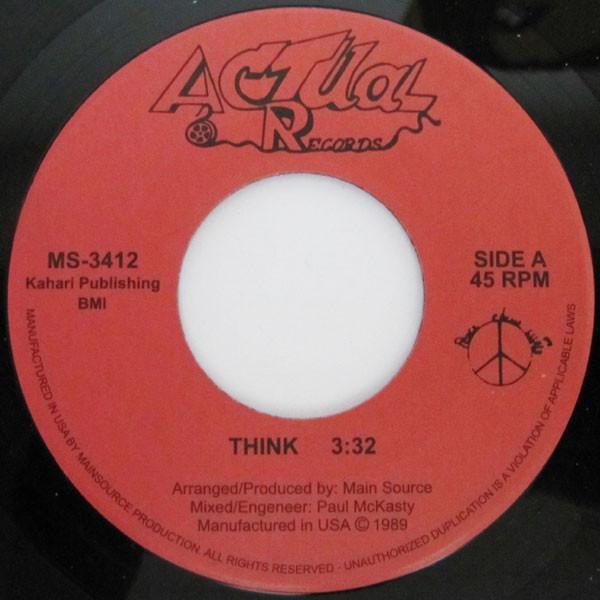 ACTUAL
RECORDS
MS-3412
Kahari Publishing
BMI
SIDE A
45 RPM
THINK 3:32
Arranged/Produced by: Main Source
Mixed/Engeneer: Paul McKasty
Manufactured in USA © 1989
MANUFACTURED IN USA BY MAINSOURCE PRODUCTION. ALL RIGHTS RESERVED - UNAUTHORIZED DUPLICATION IS A VIOLATION OF APPLICABLE LAWS